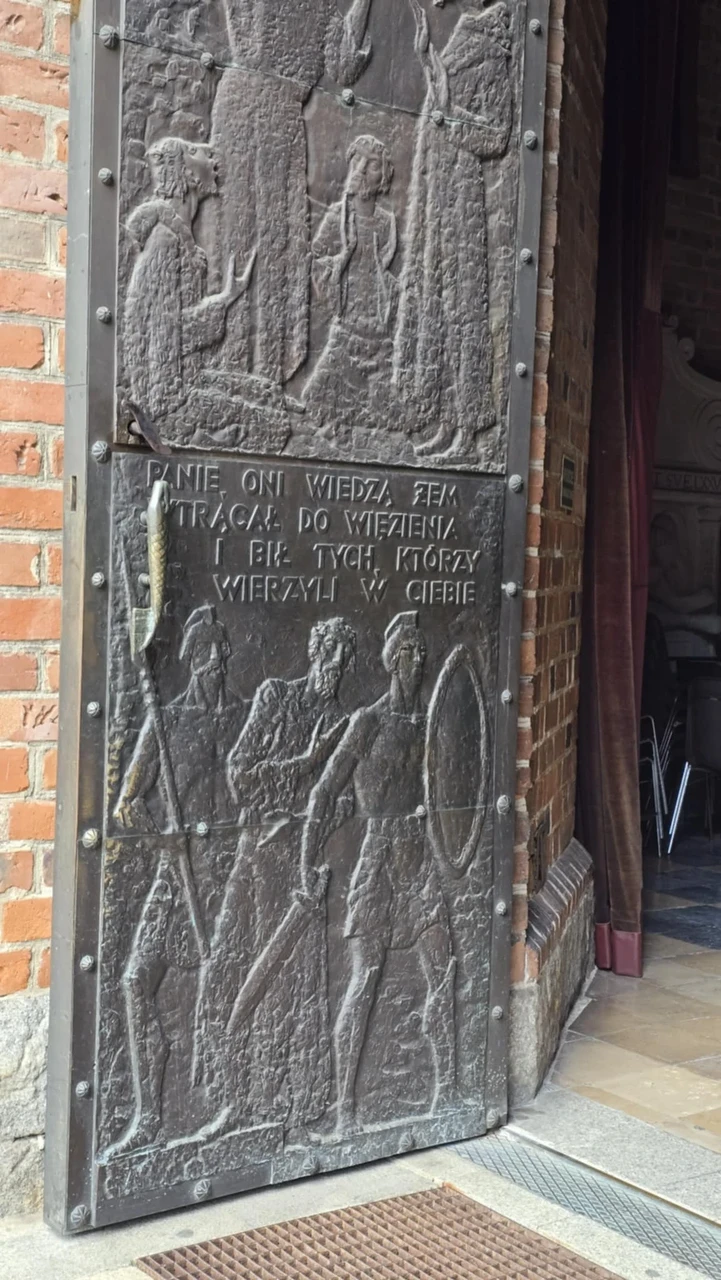 PANIE, ONI WIEDZĄ ŻEM
WTRĄCAŁ DO WIĘZIENIA
I BIŁ TYCH, KTÓRZY
WIERZYLI W CIEBIE